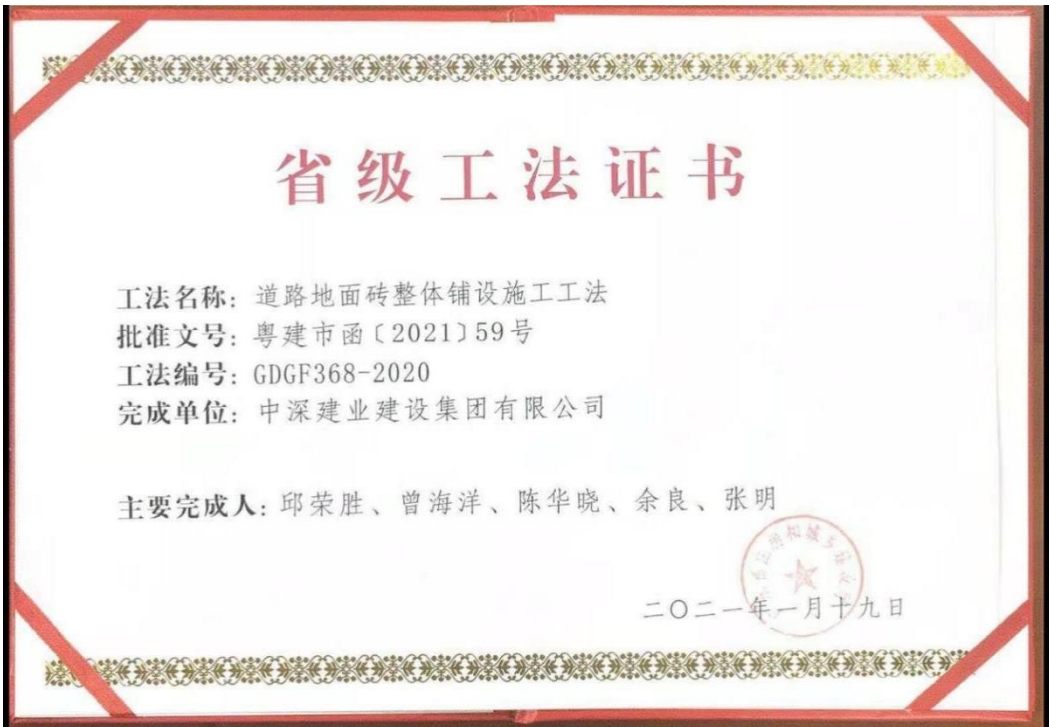 省级工法证书
工法名称：道路地面砖整体铺设施工工法
批准文号：粤建市函〔2021〕59号
工法编号：GDGF368-2020
完成单位：中深建业建设集团有限公司
主要完成人：邱荣胜、曾海洋、陈华晓、余良、张明
二〇二一年一月十九日